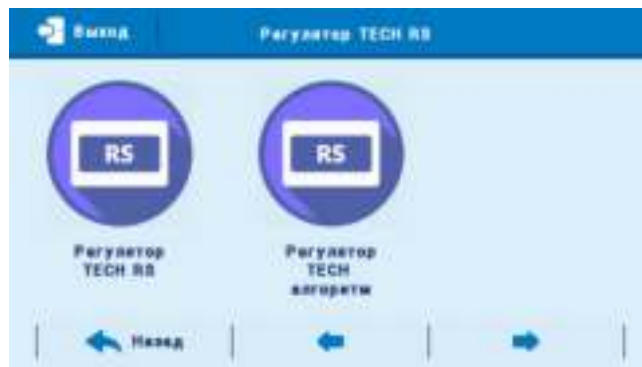 Выход
Регулятор TECH RS
RS
RS
Регулятор
TECH RS
Регулятор
TECH
алгоритм
Назад